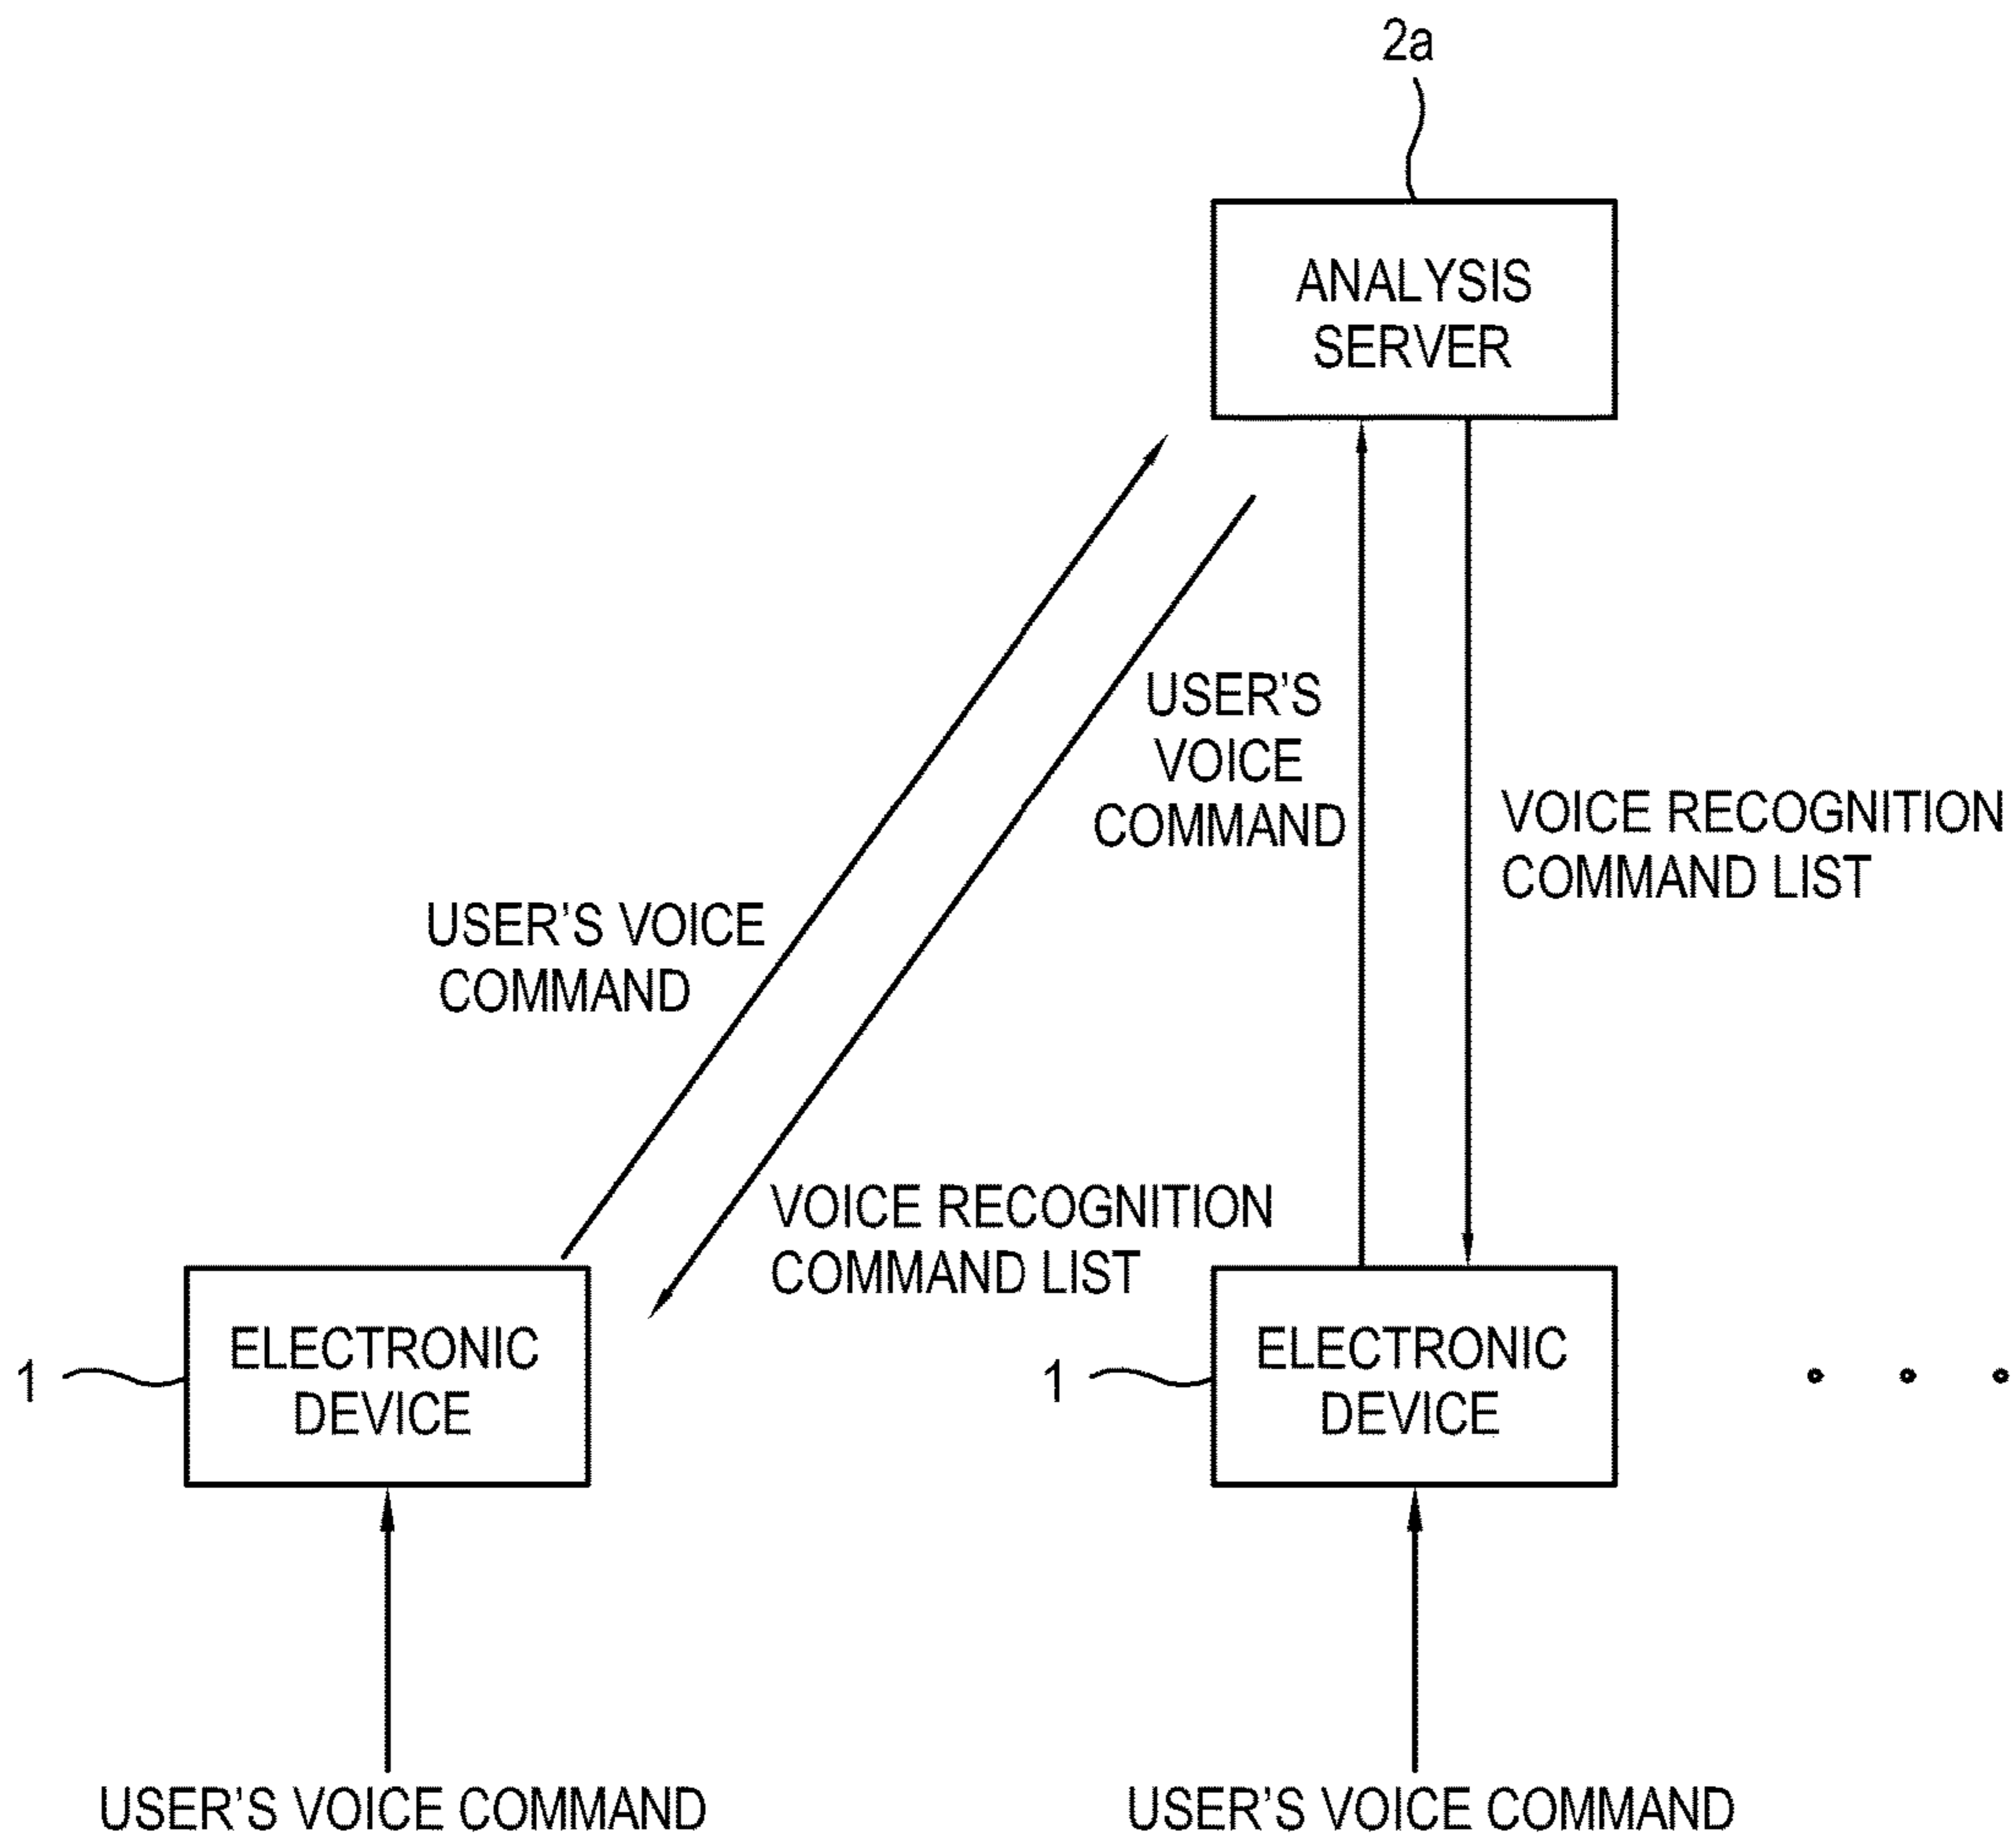 2a
ANALYSIS
SERVER
USER'S
VOICE
COMMAND
VOICE RECOGNITION
COMMAND LIST
USER'S VOICE
COMMAND
VOICE RECOGNITION
COMMAND LIST
1
ELECTRONIC
DEVICE
1
ELECTRONIC
DEVICE
USER'S VOICE COMMAND
USER'S VOICE COMMAND